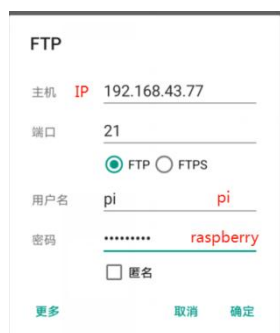 FTP
主机 IP 192.168.43.77
端口 21
FTP FTPS
用户名 pi pi
密码 ••••••••• raspberry
匿名
更多 取消 确定